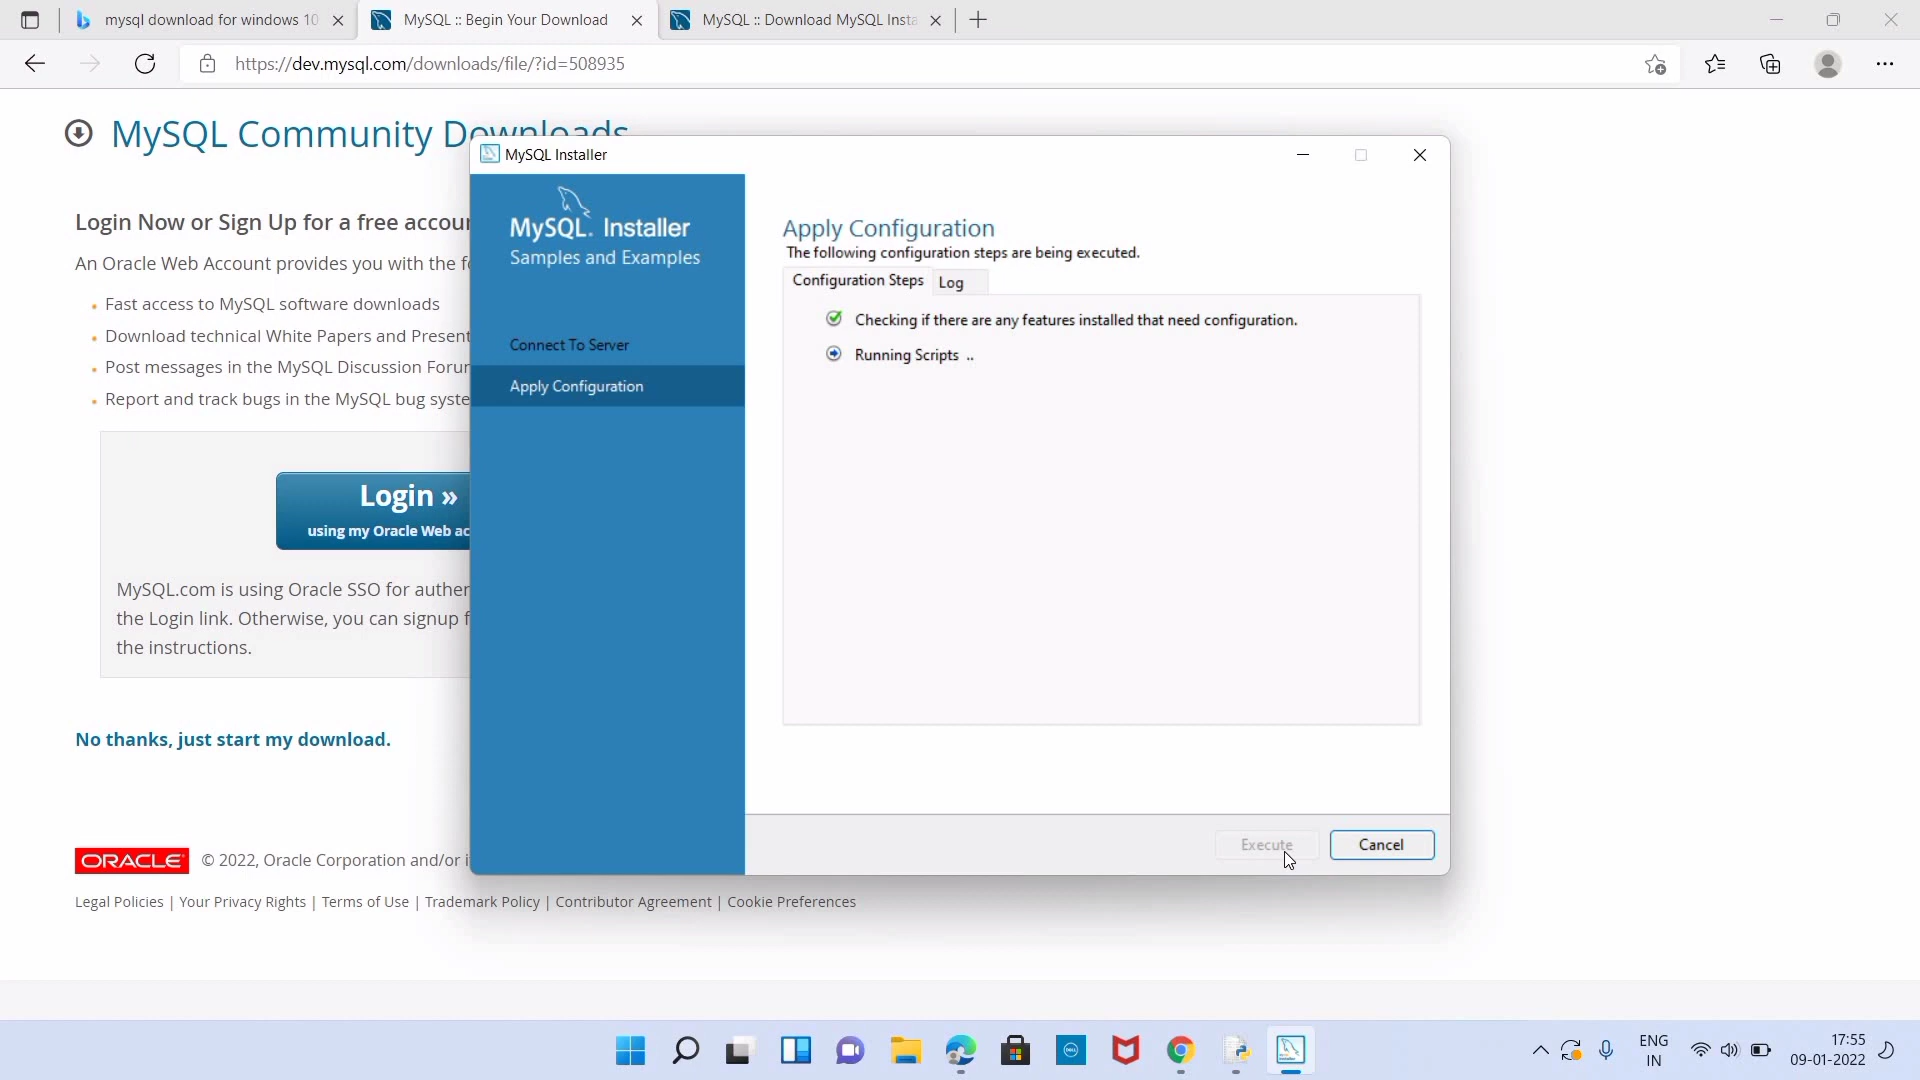 mysql download for windows 10
MySQL :: Begin Your Download
MySQL :: Download MySQL Insta
https://dev.mysql.com/downloads/file/?id=508935
MySQL Community Downloads
Login Now or Sign Up for a free accou
An Oracle Web Account provides you with the f
Fast access to MySQL software downloads
Download technical White Papers and Present
Post messages in the MySQL Discussion Foru
Report and track bugs in the MySQL bug syste
Login »
using my Oracle Web ac
MySQL.com is using Oracle SSO for authe
the Login link. Otherwise, you can signup f
the instructions.
No thanks, just start my download.
ORACLE © 2022, Oracle Corporation and/or i
Legal Policies | Your Privacy Rights | Terms of Use | Trademark Policy | Contributor Agreement | Cookie Preferences
MySQL Installer
MySQL. Installer
Samples and Examples
Connect To Server
Apply Configuration
Apply Configuration
The following configuration steps are being executed.
Configuration Steps
Log
Checking if there are any features installed that need configuration.
Running Scripts ..
Execute
Cancel
DELL
ENG
IN
17:55
09-01-2022